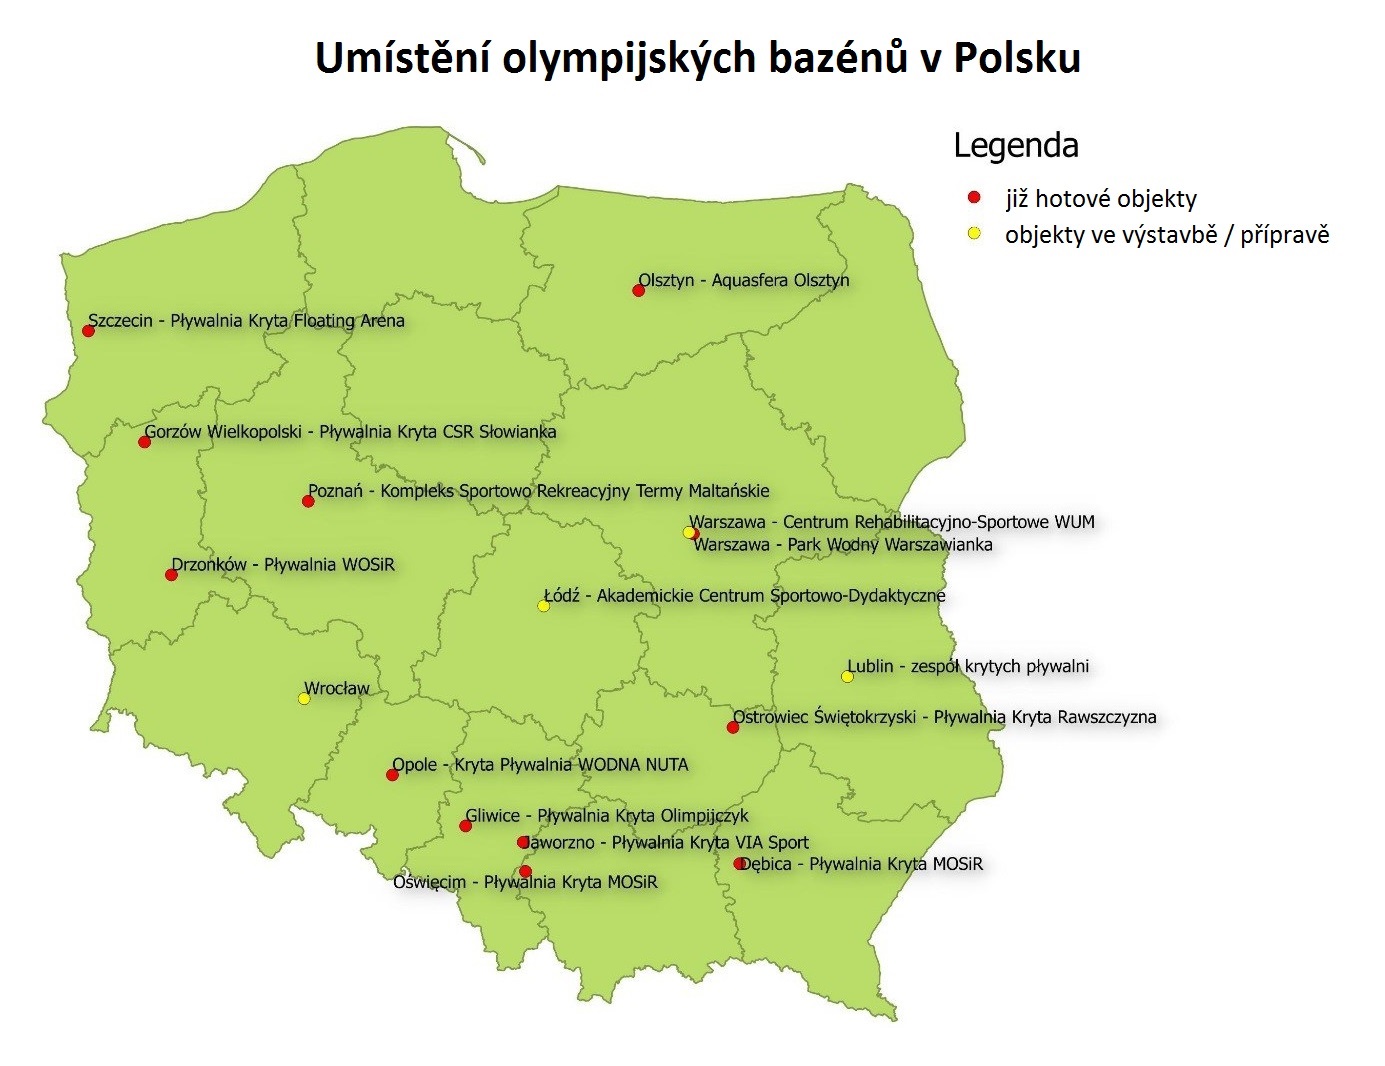 Umístění olympijských bazénů v Polsku
Legenda
již hotové objekty
objekty ve výstavbě / přípravě
Olsztyn - Aquasfera Olsztyn
Szczecin - Pływalnia Kryta Floating Arena
Gorzów Wielkopolski - Pływalnia Kryta CSR Słowianka
Poznań - Kompleks Sportowo Rekreacyjny Termy Maltańskie
Warszawa - Centrum Rehabilitacyjno-Sportowe WUM
Warszawa - Park Wodny Warszawianka
Drzonków - Pływalnia WOSiR
Łódź - Akademickie Centrum Sportowo-Dydaktyczne
Lublin - zespół krytych pływalni
Wrocław
Ostrowiec Świętokrzyski - Pływalnia Kryta Rawszczyzna
Opole - Kryta Pływalnia WODNA NUTA
Gliwice - Pływalnia Kryta Olimpijczyk
Jaworzno - Pływalnia Kryta VIA Sport
Dębica - Pływalnia Kryta MOSiR
Oświęcim - Pływalnia Kryta MOSiR